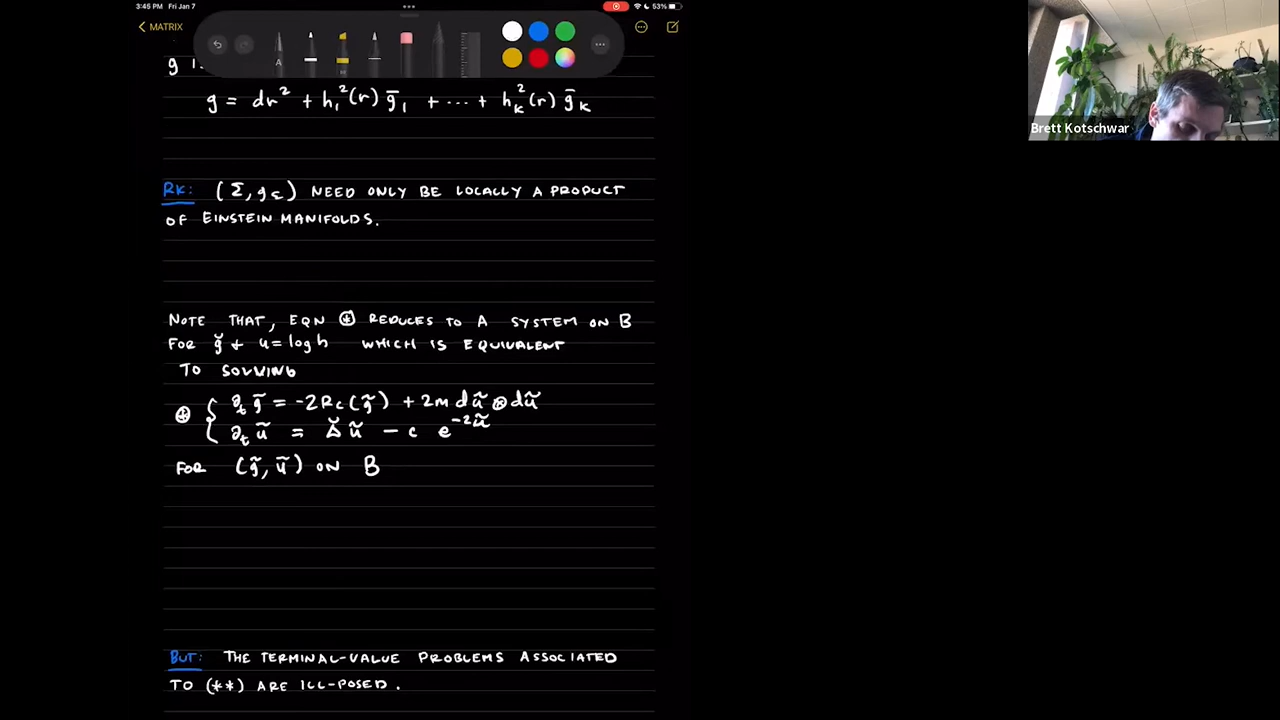 3:45 PM Fri Jan 7
53%
MATRIX
g
g = dr² + h₁²(r) ḡ₁ + ... + hₖ²(r) ḡₖ
Brett Kotschwar
RK: (Σ, g_Σ) NEED ONLY BE LOCALLY A PRODUCT
OF EINSTEIN MANIFOLDS.
NOTE THAT, EQN ⊛ REDUCES TO A SYSTEM ON B
FOR ǧ + u = log h WHICH IS EQUIVALENT
TO SOLVING
⊛ { ∂ₜ g̃ = -2Rc(g̃) + 2m dũ ⊗ dũ
∂ₜ ũ = Δ̌ ũ - c e^{-2ũ}
FOR (g̃, ũ) ON B
BUT: THE TERMINAL-VALUE PROBLEMS ASSOCIATED
TO (**) ARE ILL-POSED.